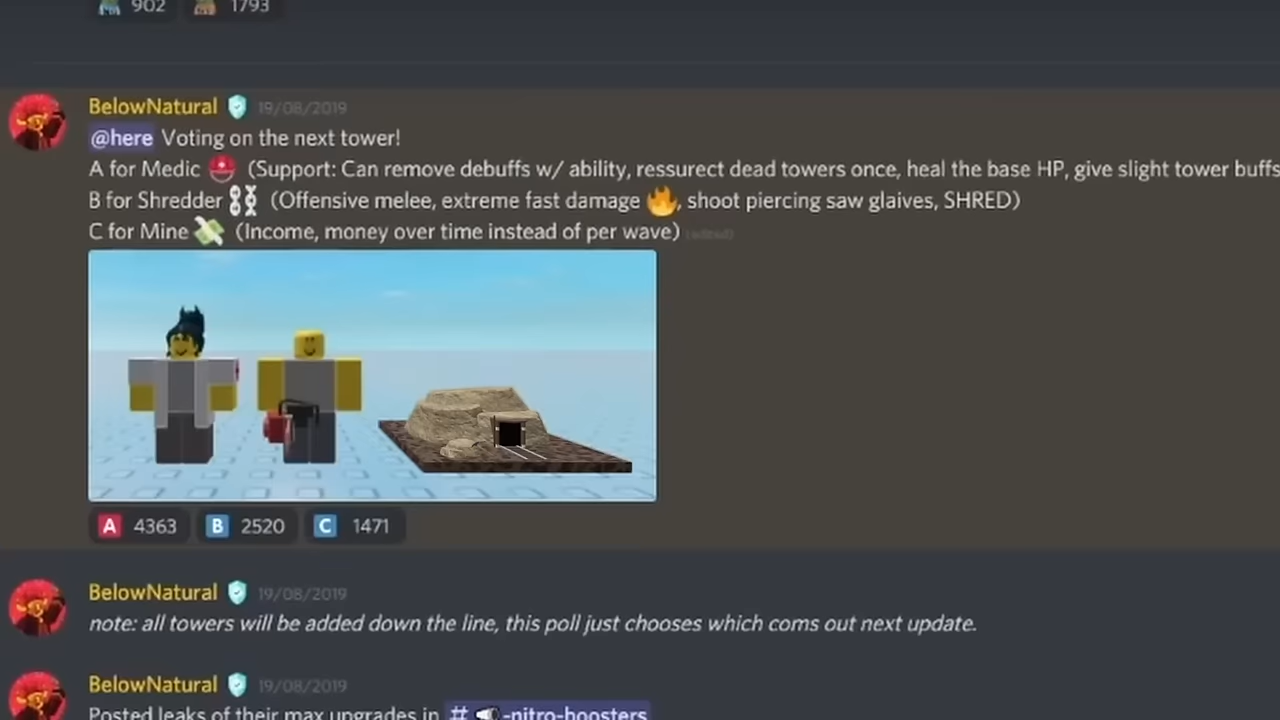 902 1793
BelowNatural 19/08/2019
@here Voting on the next tower!
A for Medic ⛑ (Support: Can remove debuffs w/ ability, ressurect dead towers once, heal the base HP, give slight tower buffs
B for Shredder ⛓ (Offensive melee, extreme fast damage 🔥, shoot piercing saw glaives, SHRED)
C for Mine 💸 (Income, money over time instead of per wave) (edited)
A 4363 B 2520 C 1471
BelowNatural 19/08/2019
note: all towers will be added down the line, this poll just chooses which coms out next update.
BelowNatural 19/08/2019
Posted leaks of their max upgrades in # 📢-nitro-boosters